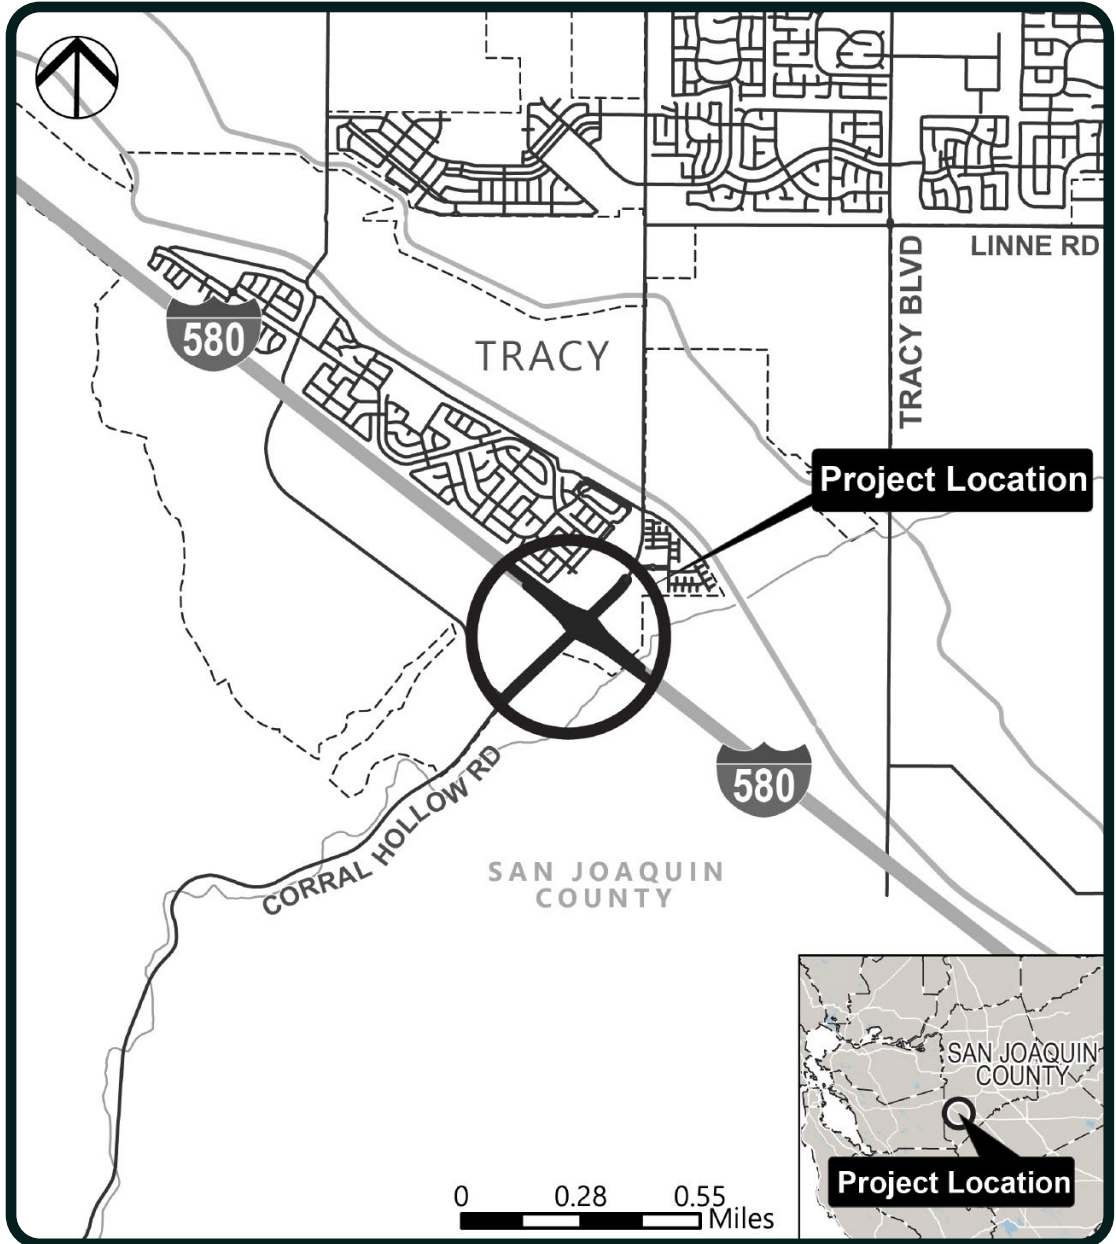 LINNE RD
TRACY BLVD
580
TRACY
Project Location
580
CORRAL HOLLOW RD
SAN JOAQUIN
COUNTY
SAN JOAQUIN
COUNTY
Project Location
0 0.28 0.55
Miles